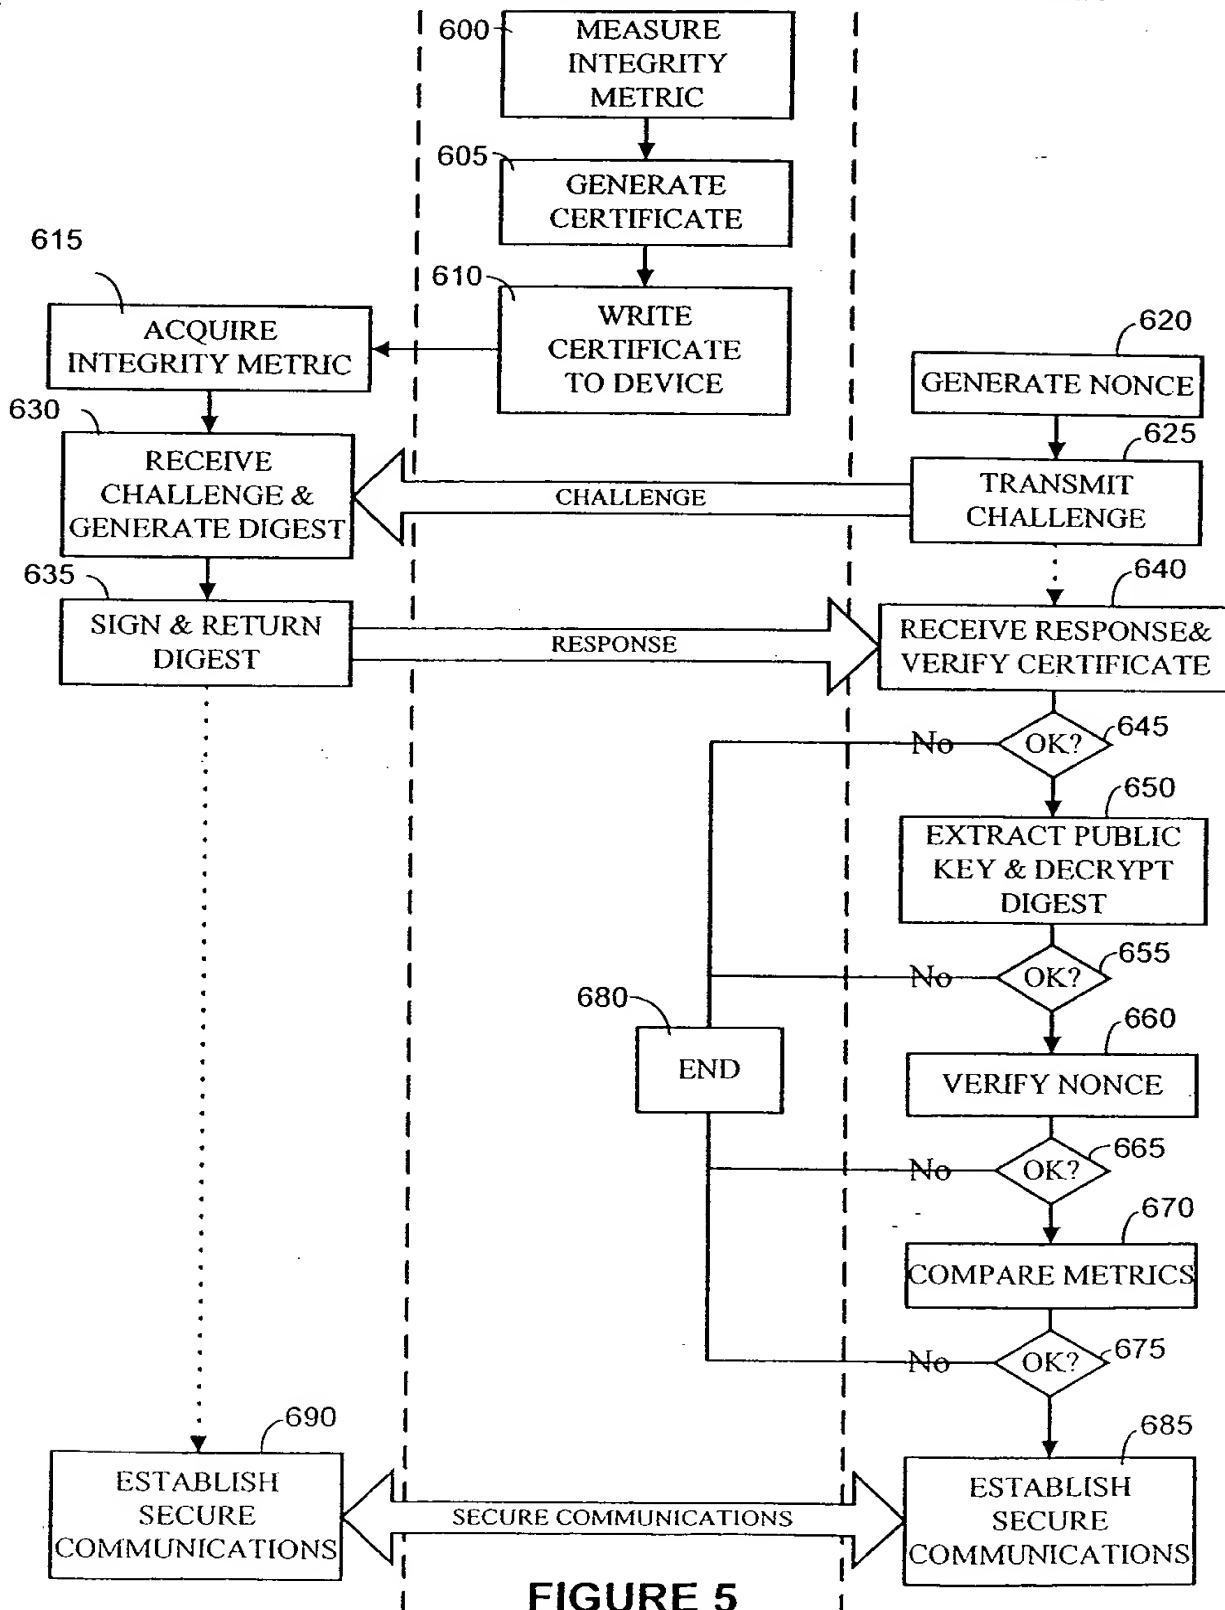 600
MEASURE
INTEGRITY
METRIC
605
GENERATE
CERTIFICATE
610
WRITE
CERTIFICATE
TO DEVICE
615
ACQUIRE
INTEGRITY METRIC
620
GENERATE NONCE
630
RECEIVE
CHALLENGE &
GENERATE DIGEST
CHALLENGE
625
TRANSMIT
CHALLENGE
635
SIGN & RETURN
DIGEST
RESPONSE
640
RECEIVE RESPONSE&
VERIFY CERTIFICATE
No
OK?
645
650
EXTRACT PUBLIC
KEY & DECRYPT
DIGEST
No
OK?
655
680
END
660
VERIFY NONCE
No
OK?
665
670
COMPARE METRICS
No
OK?
675
690
ESTABLISH
SECURE
COMMUNICATIONS
SECURE COMMUNICATIONS
685
ESTABLISH
SECURE
COMMUNICATIONS
FIGURE 5